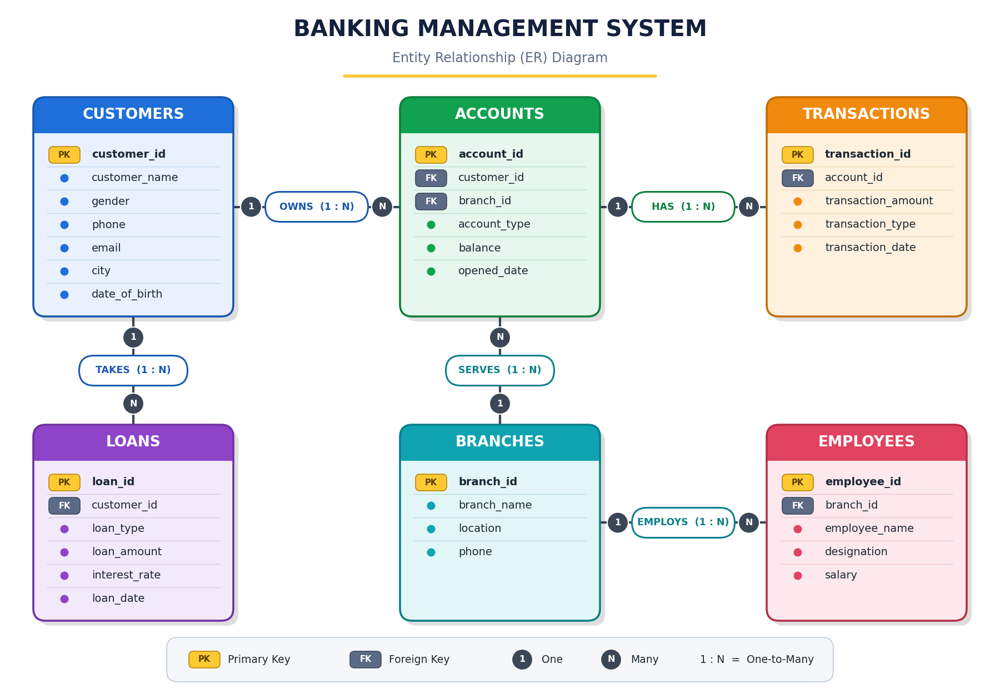 BANKING MANAGEMENT SYSTEM
Entity Relationship (ER) Diagram
CUSTOMERS
PK customer_id
customer_name
gender
phone
email
city
date_of_birth
1
OWNS (1 : N)
N
ACCOUNTS
PK account_id
FK customer_id
FK branch_id
account_type
balance
opened_date
1
HAS (1 : N)
N
TRANSACTIONS
PK transaction_id
FK account_id
transaction_amount
transaction_type
transaction_date
1
TAKES (1 : N)
N
N
SERVES (1 : N)
1
LOANS
PK loan_id
FK customer_id
loan_type
loan_amount
interest_rate
loan_date
BRANCHES
PK branch_id
branch_name
location
phone
1
EMPLOYS (1 : N)
N
EMPLOYEES
PK employee_id
FK branch_id
employee_name
designation
salary
PK Primary Key FK Foreign Key 1 One N Many 1 : N = One-to-Many